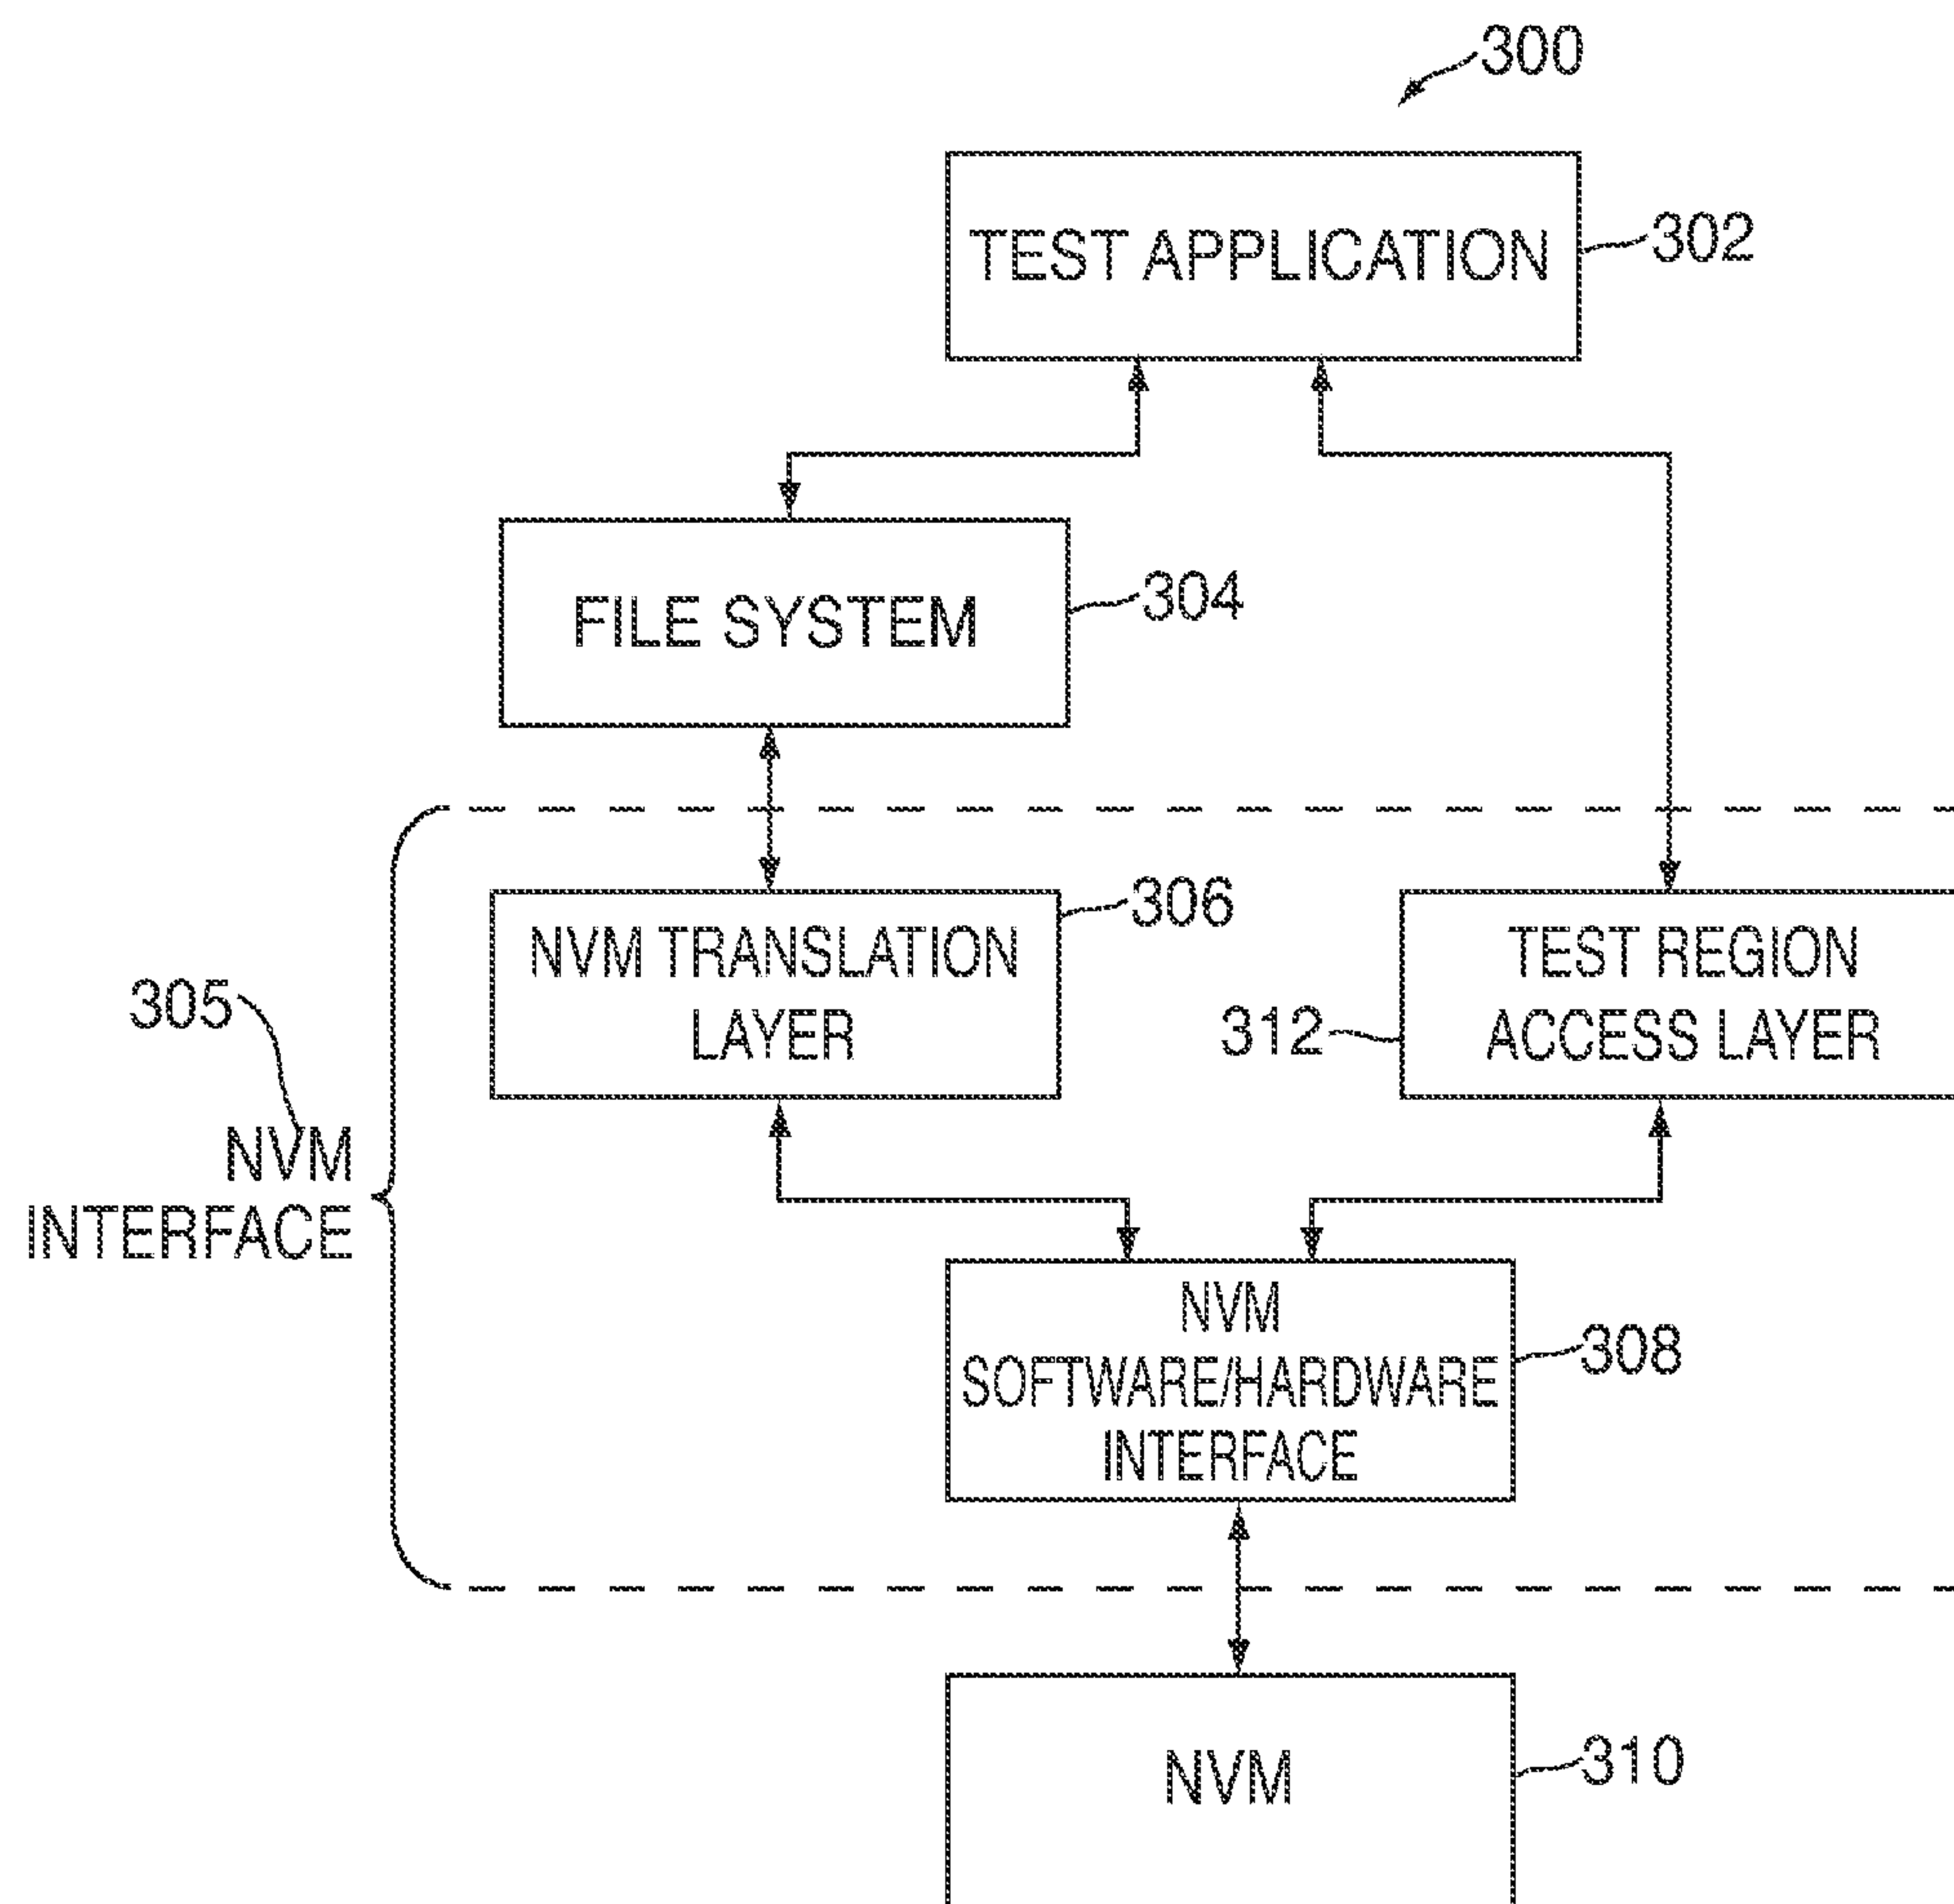 300
TEST APPLICATION
302
FILE SYSTEM
304
NVM TRANSLATION
LAYER
306
TEST REGION
ACCESS LAYER
312
305
NVM
INTERFACE
NVM
SOFTWARE/HARDWARE
INTERFACE
308
NVM
310